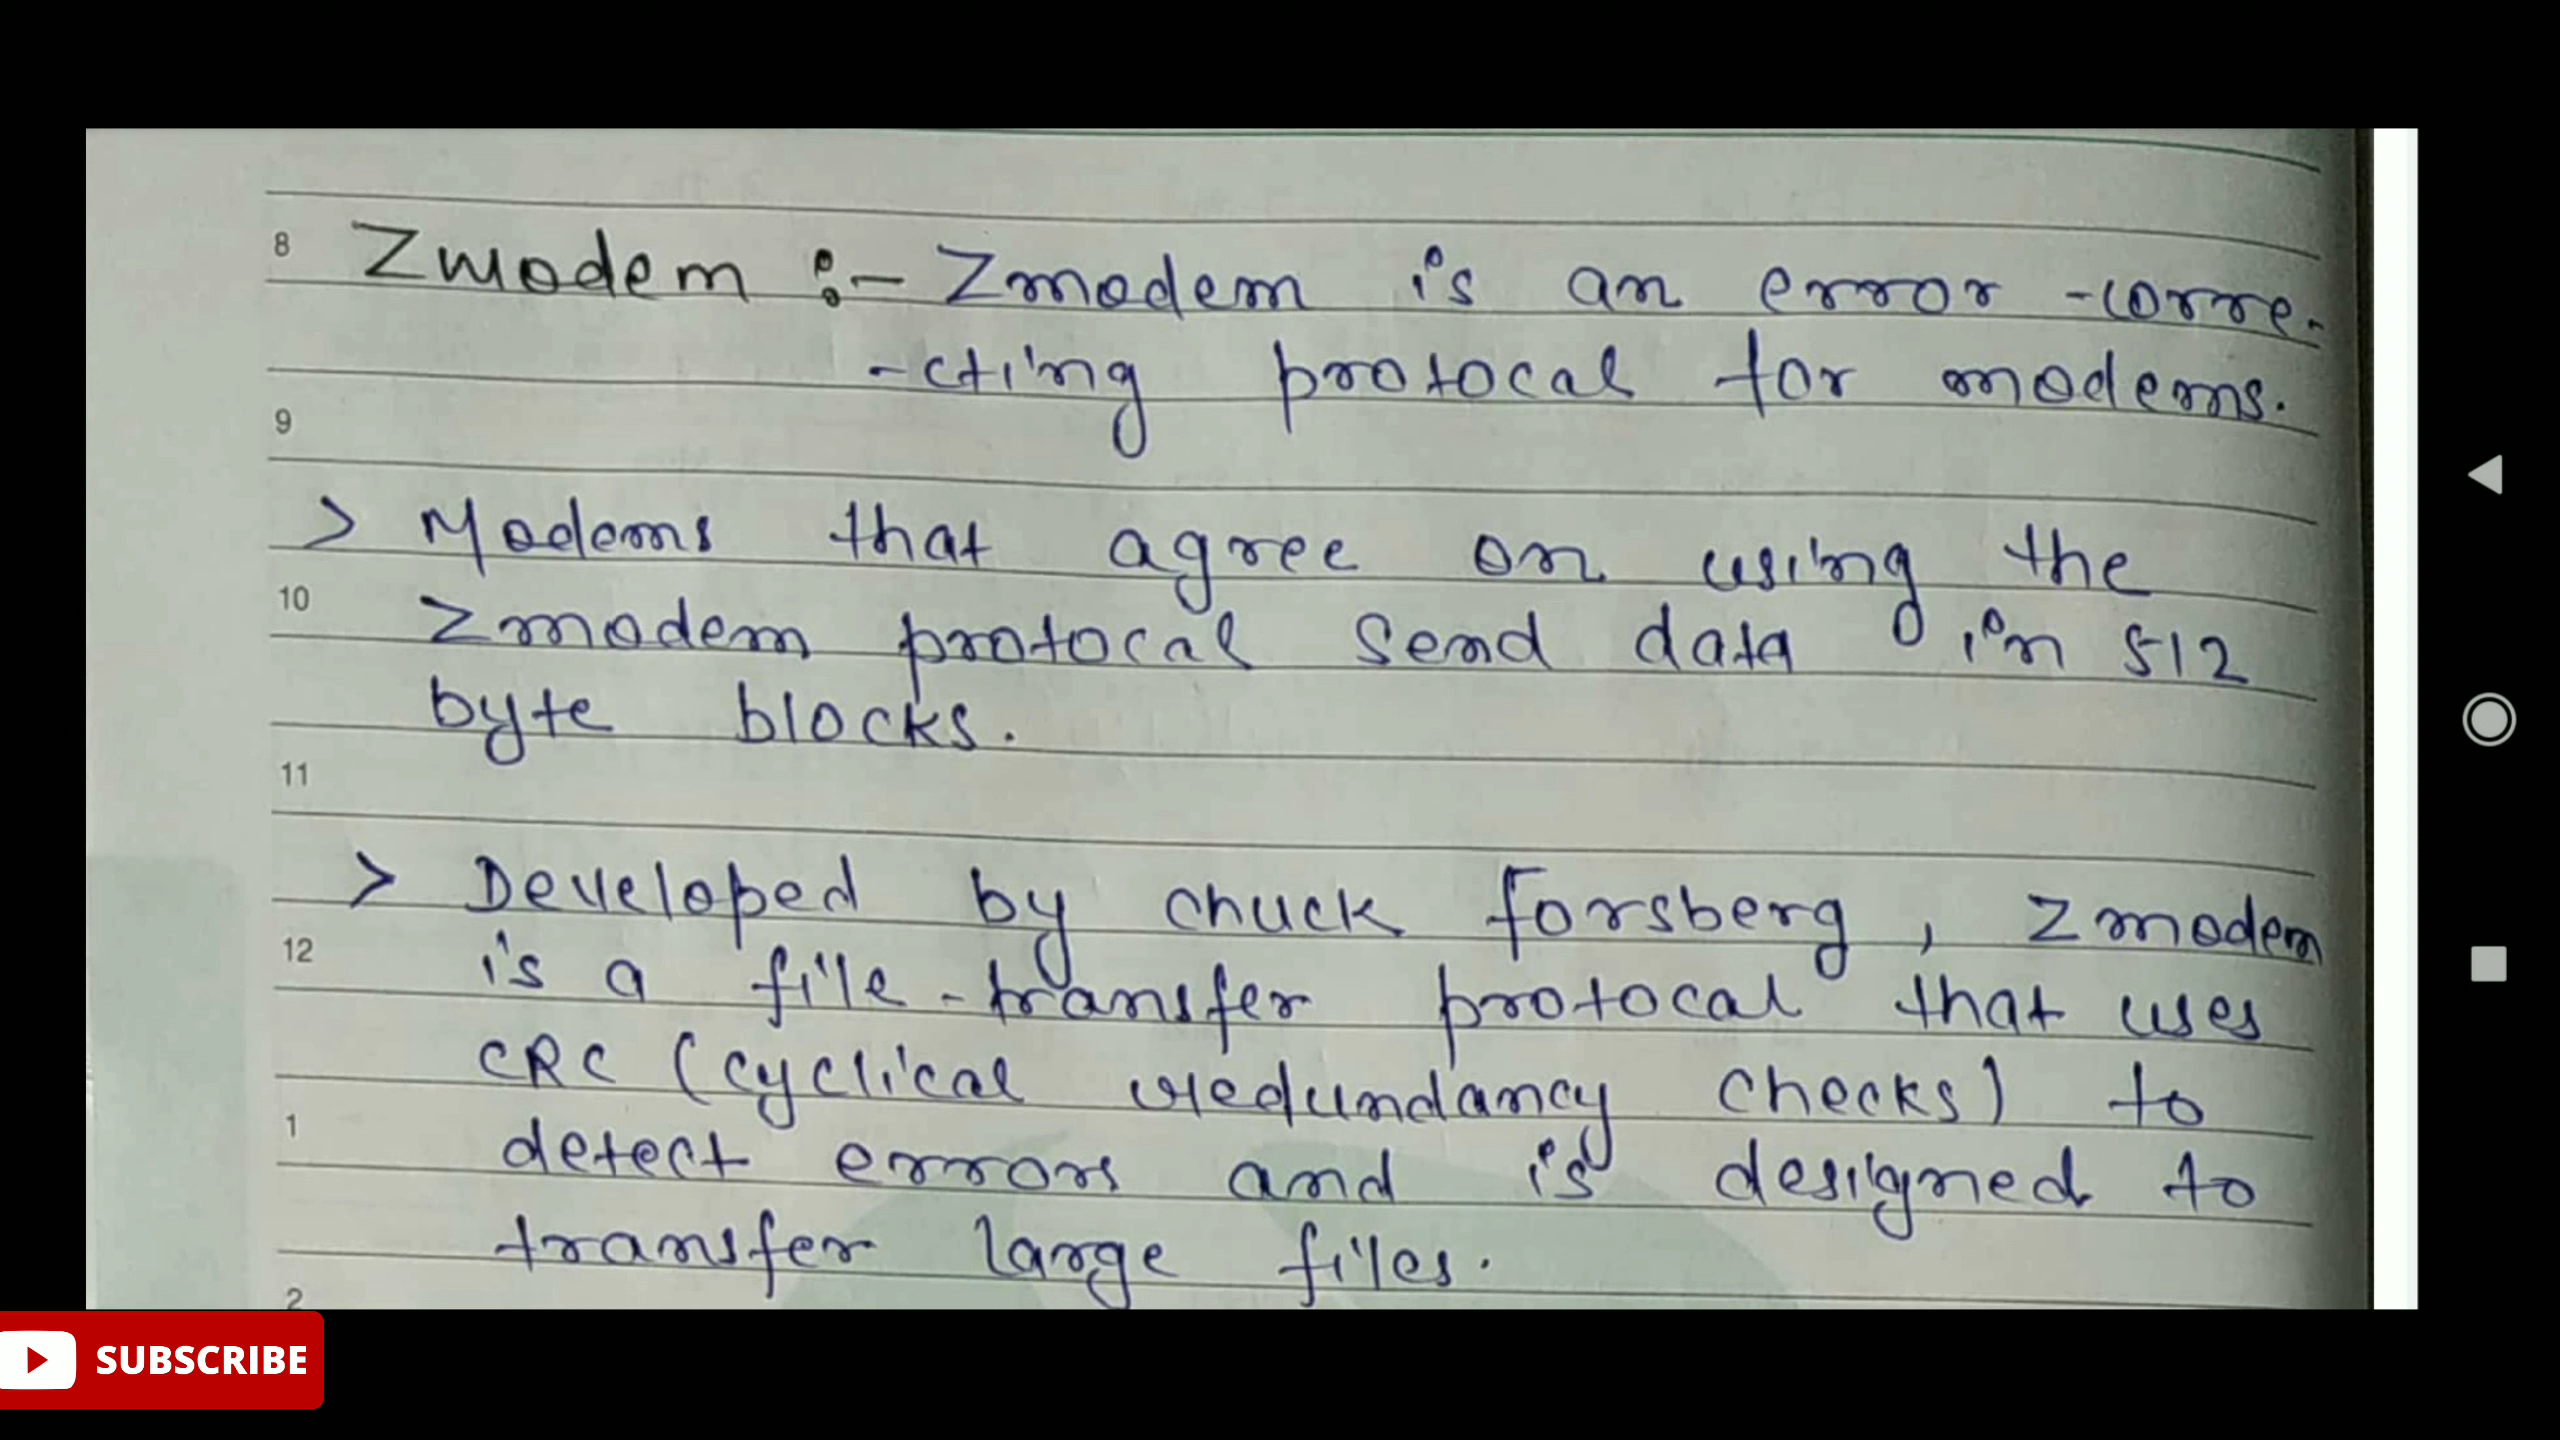 8 Zmodem :- Zmodem is an error -corre-
-cting protocal for modems.
9
> Modems that agree on using the
10 Zmodem protocal send data in 512
byte blocks.
11
> Developed by chuck Forsberg, Zmodem
12 is a file-transfer protocal that uses
CRC (cyclical redundancy checks) to
1 detect errors and is designed to
transfer large files.
2
SUBSCRIBE